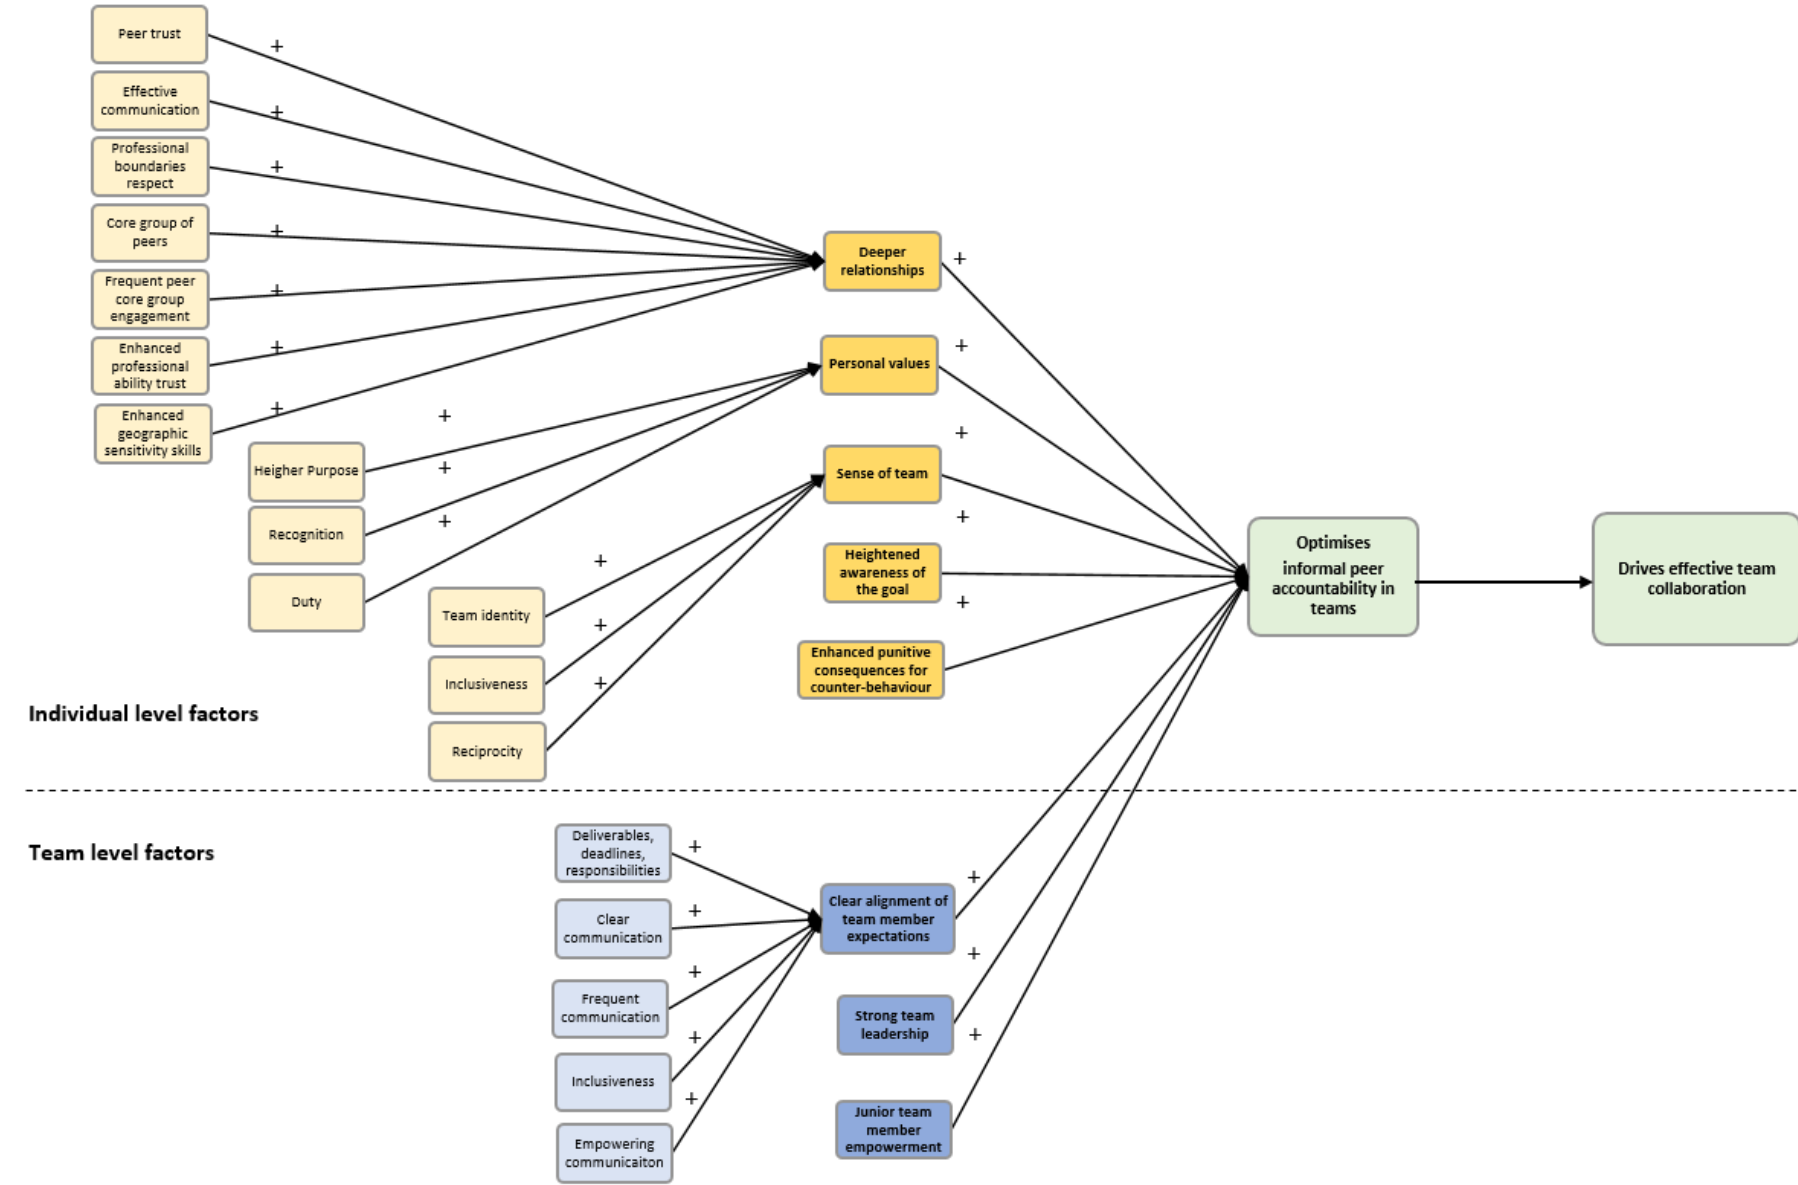 Peer trust
+
Effective
communication
+
Professional
boundaries
respect
+
Core group of
peers
+
Frequent peer
core group
engagement
+
Enhanced
professional
ability trust
+
Enhanced
geographic
sensitivity skills
+
Heigher Purpose
+
Recognition
+
Duty
+
Team identity
+
Inclusiveness
+
Reciprocity
+
Deeper
relationships
+
Personal values
+
Sense of team
+
Heightened
awareness of
the goal
+
Enhanced punitive
consequences for
counter-behaviour
+
Optimises
informal peer
accountability in
teams
Drives effective team
collaboration
Individual level factors
Team level factors
Deliverables,
deadlines,
responsibilities
+
Clear
communication
+
Frequent
communication
+
Inclusiveness
+
Empowering
communicaiton
+
Clear alignment of
team member
expectations
+
Strong team
leadership
+
Junior team
member
empowerment
+